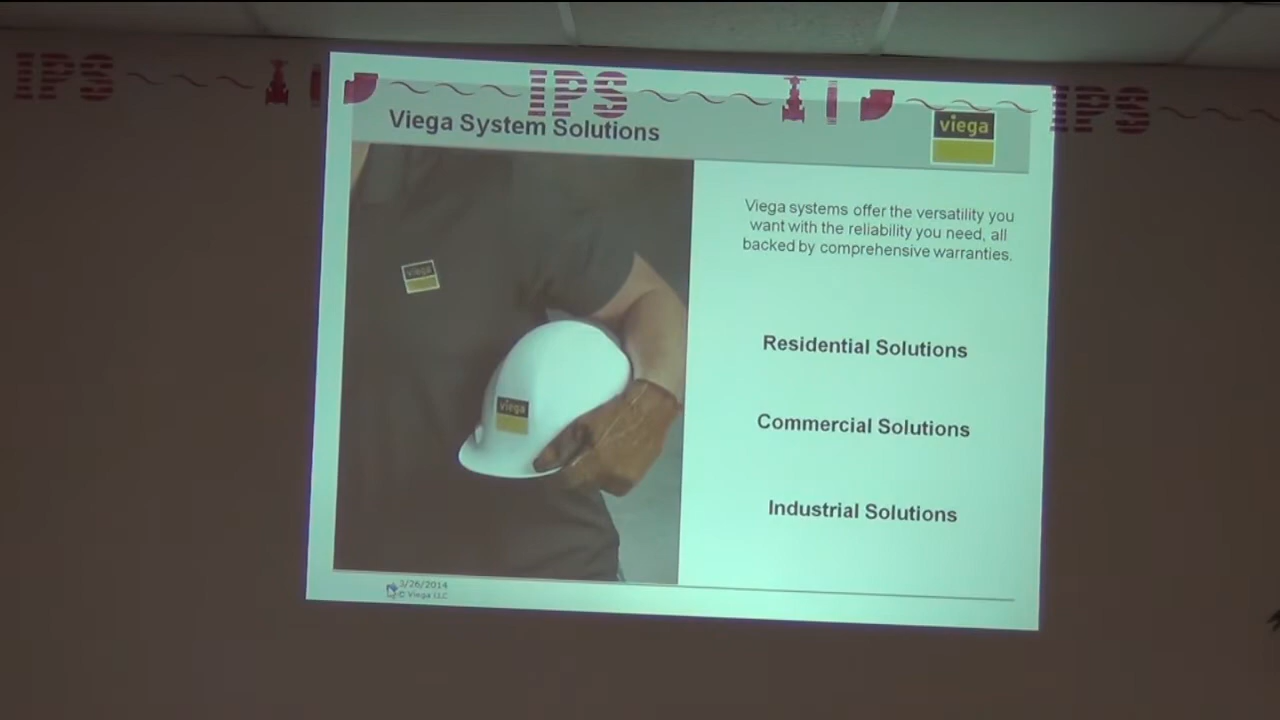 IPS
IPS
IPS
Viega System Solutions
viega
Viega systems offer the versatility you
want with the reliability you need, all
backed by comprehensive warranties.
viega
viega
Residential Solutions
Commercial Solutions
Industrial Solutions
3/26/2014
© Viega LLC